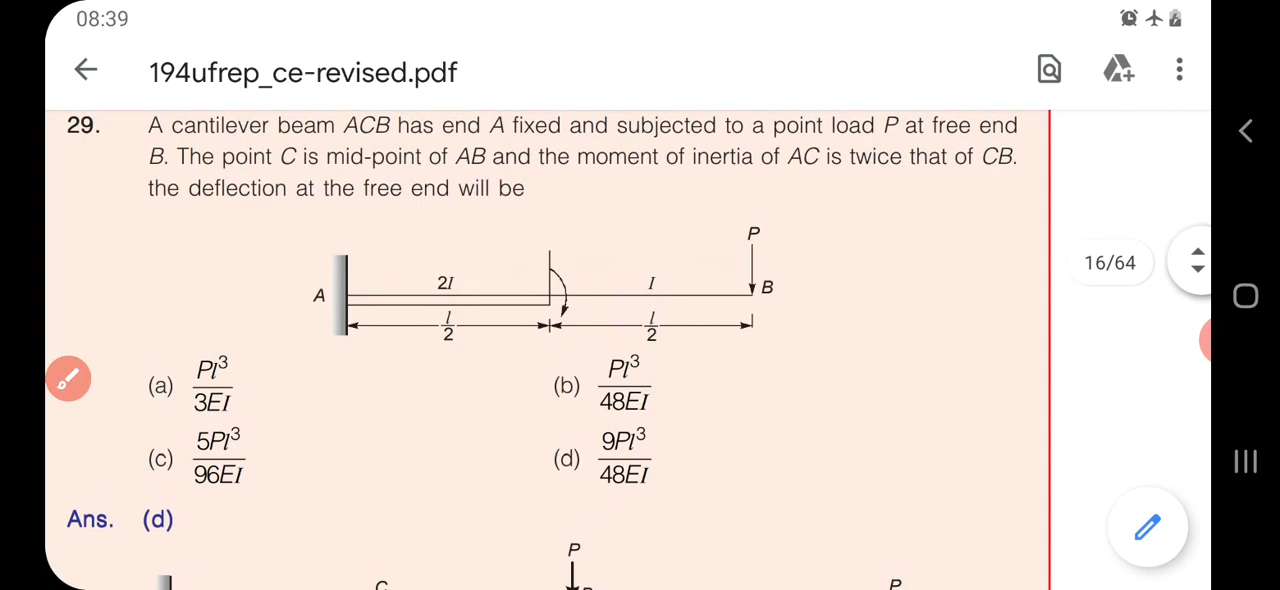 08:39
194ufrep_ce-revised.pdf
29. A cantilever beam ACB has end A fixed and subjected to a point load P at free end
B. The point C is mid-point of AB and the moment of inertia of AC is twice that of CB.
the deflection at the free end will be
P
A 2I I B
l/2 l/2
16/64
(a) Pl³/3EI (b) Pl³/48EI
(c) 5Pl³/96EI (d) 9Pl³/48EI
Ans. (d)
P
C P